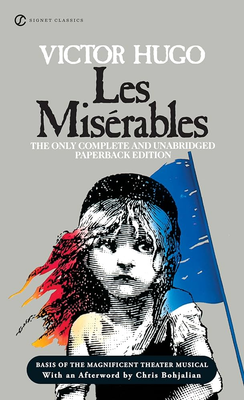 SIGNET CLASSICS
VICTOR HUGO
Les
Misérables
THE ONLY COMPLETE AND UNABRIDGED
PAPERBACK EDITION
BASIS OF THE MAGNIFICENT THEATER MUSICAL
With an Afterword by Chris Bohjalian